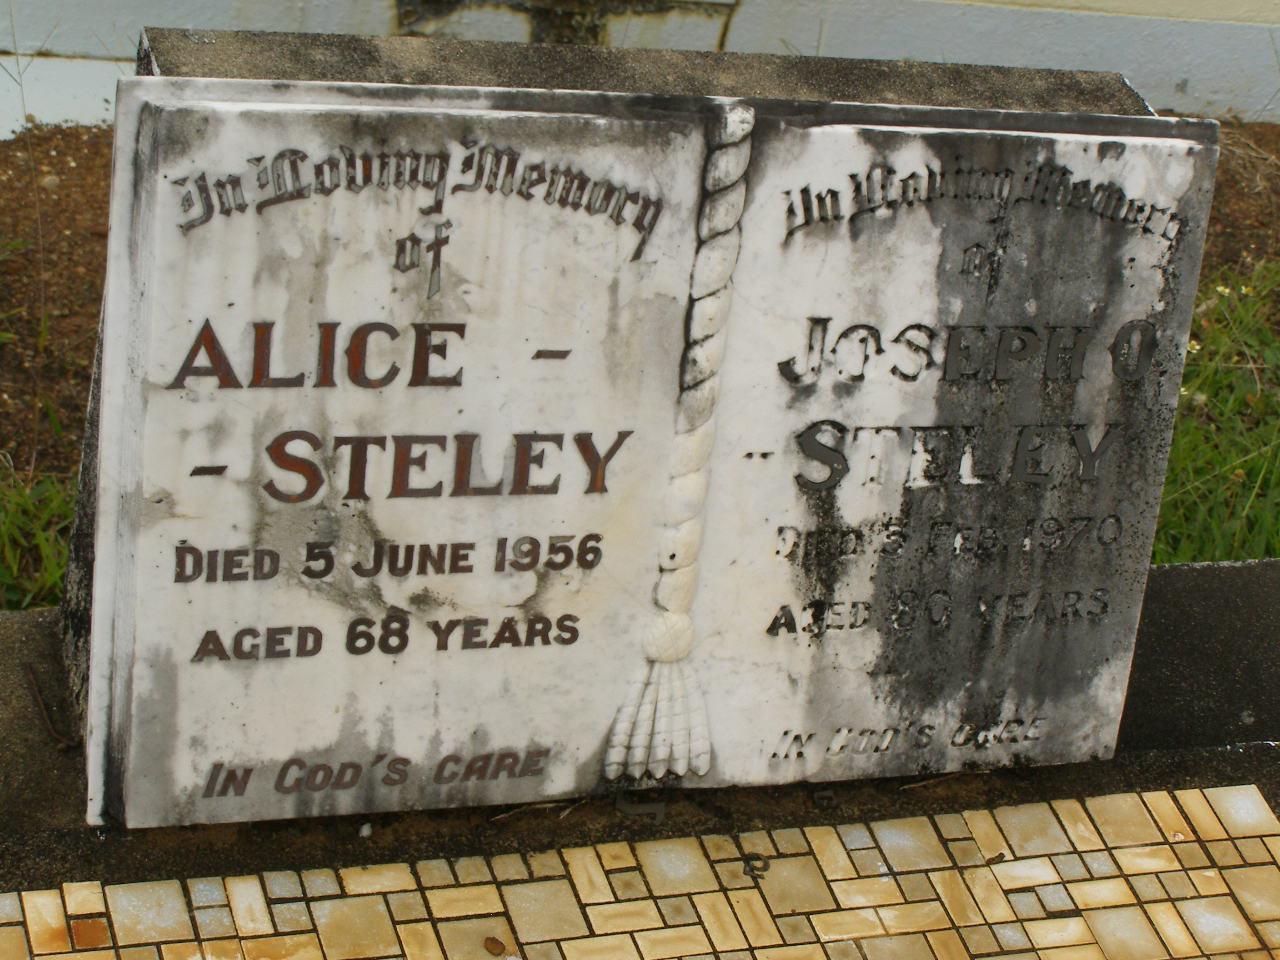 In Loving Memory
of
ALICE -
- STELEY
DIED 5 JUNE 1956
AGED 68 YEARS
IN GOD'S CARE
In Loving Memory
of
JOSEPH O
- STELEY
DIED 3 FEB. 1970
AGED 80 YEARS
IN GOD'S CARE